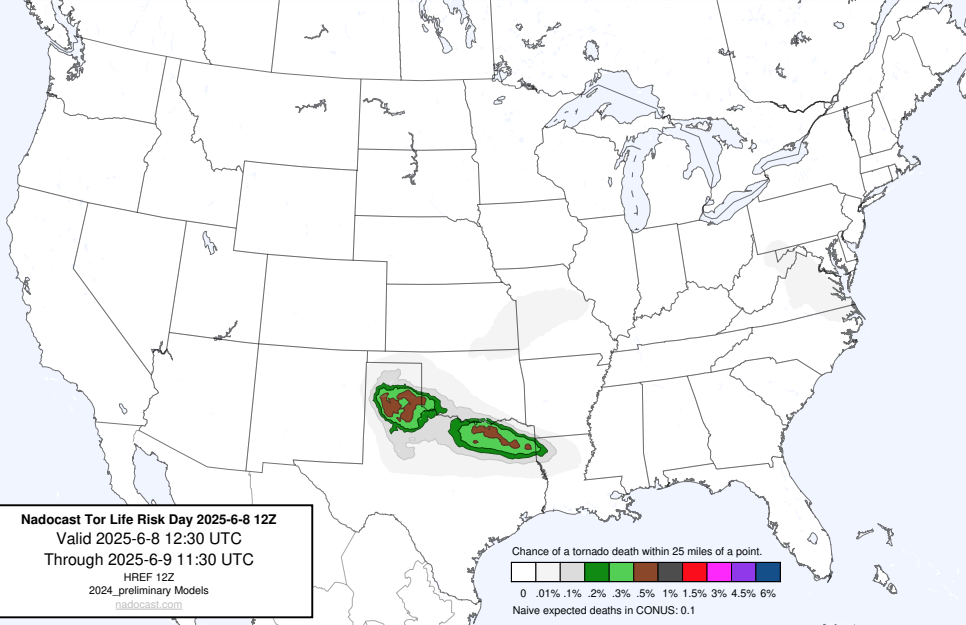 Nadocast Tor Life Risk Day 2025-6-8 12Z
Valid 2025-6-8 12:30 UTC
Through 2025-6-9 11:30 UTC
HREF 12Z
2024_preliminary Models
nadocast.com
Chance of a tornado death within 25 miles of a point.
0 .01% .1% .2% .3% .5% 1% 1.5% 3% 4.5% 6%
Naive expected deaths in CONUS: 0.1